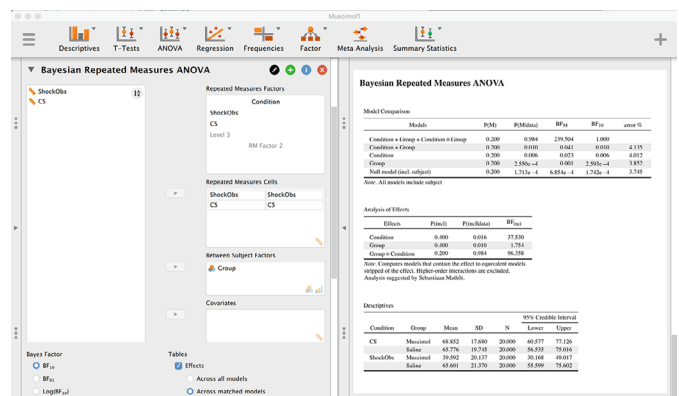 Muscimol1
Descriptives
T-Tests
ANOVA
Regression
Frequencies
Factor
Meta Analysis
Summary Statistics
Bayesian Repeated Measures ANOVA
ShockObs
CS
Repeated Measures Factors
Condition
ShockObs
CS
Level 3
RM Factor 2
Repeated Measures Cells
ShockObs ShockObs
CS CS
Between Subject Factors
Group
Covariates
Bayes Factor
BF₁₀
BF₀₁
Log(BF₁₀)
Tables
Effects
Across all models
Across matched models
Bayesian Repeated Measures ANOVA
Model Comparison
Models P(M) P(M|data) BF_M BF₁₀ error %
Condition + Group + Condition ✻ Group 0.200 0.984 239.504 1.000
Condition + Group 0.200 0.010 0.041 0.010 4.135
Condition 0.200 0.006 0.023 0.006 4.012
Group 0.200 2.550e −4 0.001 2.593e −4 3.852
Null model (incl. subject) 0.200 1.713e −4 6.854e −4 1.742e −4 3.745
Note. All models include subject
Analysis of Effects
Effects P(incl) P(incl|data) BF_incl
Condition 0.400 0.016 37.530
Group 0.400 0.010 1.751
Group ✻ Condition 0.200 0.984 96.358
Note. Compares models that contain the effect to equivalent models
stripped of the effect. Higher-order interactions are excluded.
Analysis suggested by Sebastiaan Mathôt.
Descriptives
95% Credible Interval
Condition Group Mean SD N Lower Upper
CS Muscimol 68.852 17.680 20.000 60.577 77.126
Saline 65.776 19.745 20.000 56.535 75.016
ShockObs Muscimol 39.592 20.137 20.000 30.168 49.017
Saline 65.601 21.370 20.000 55.599 75.602